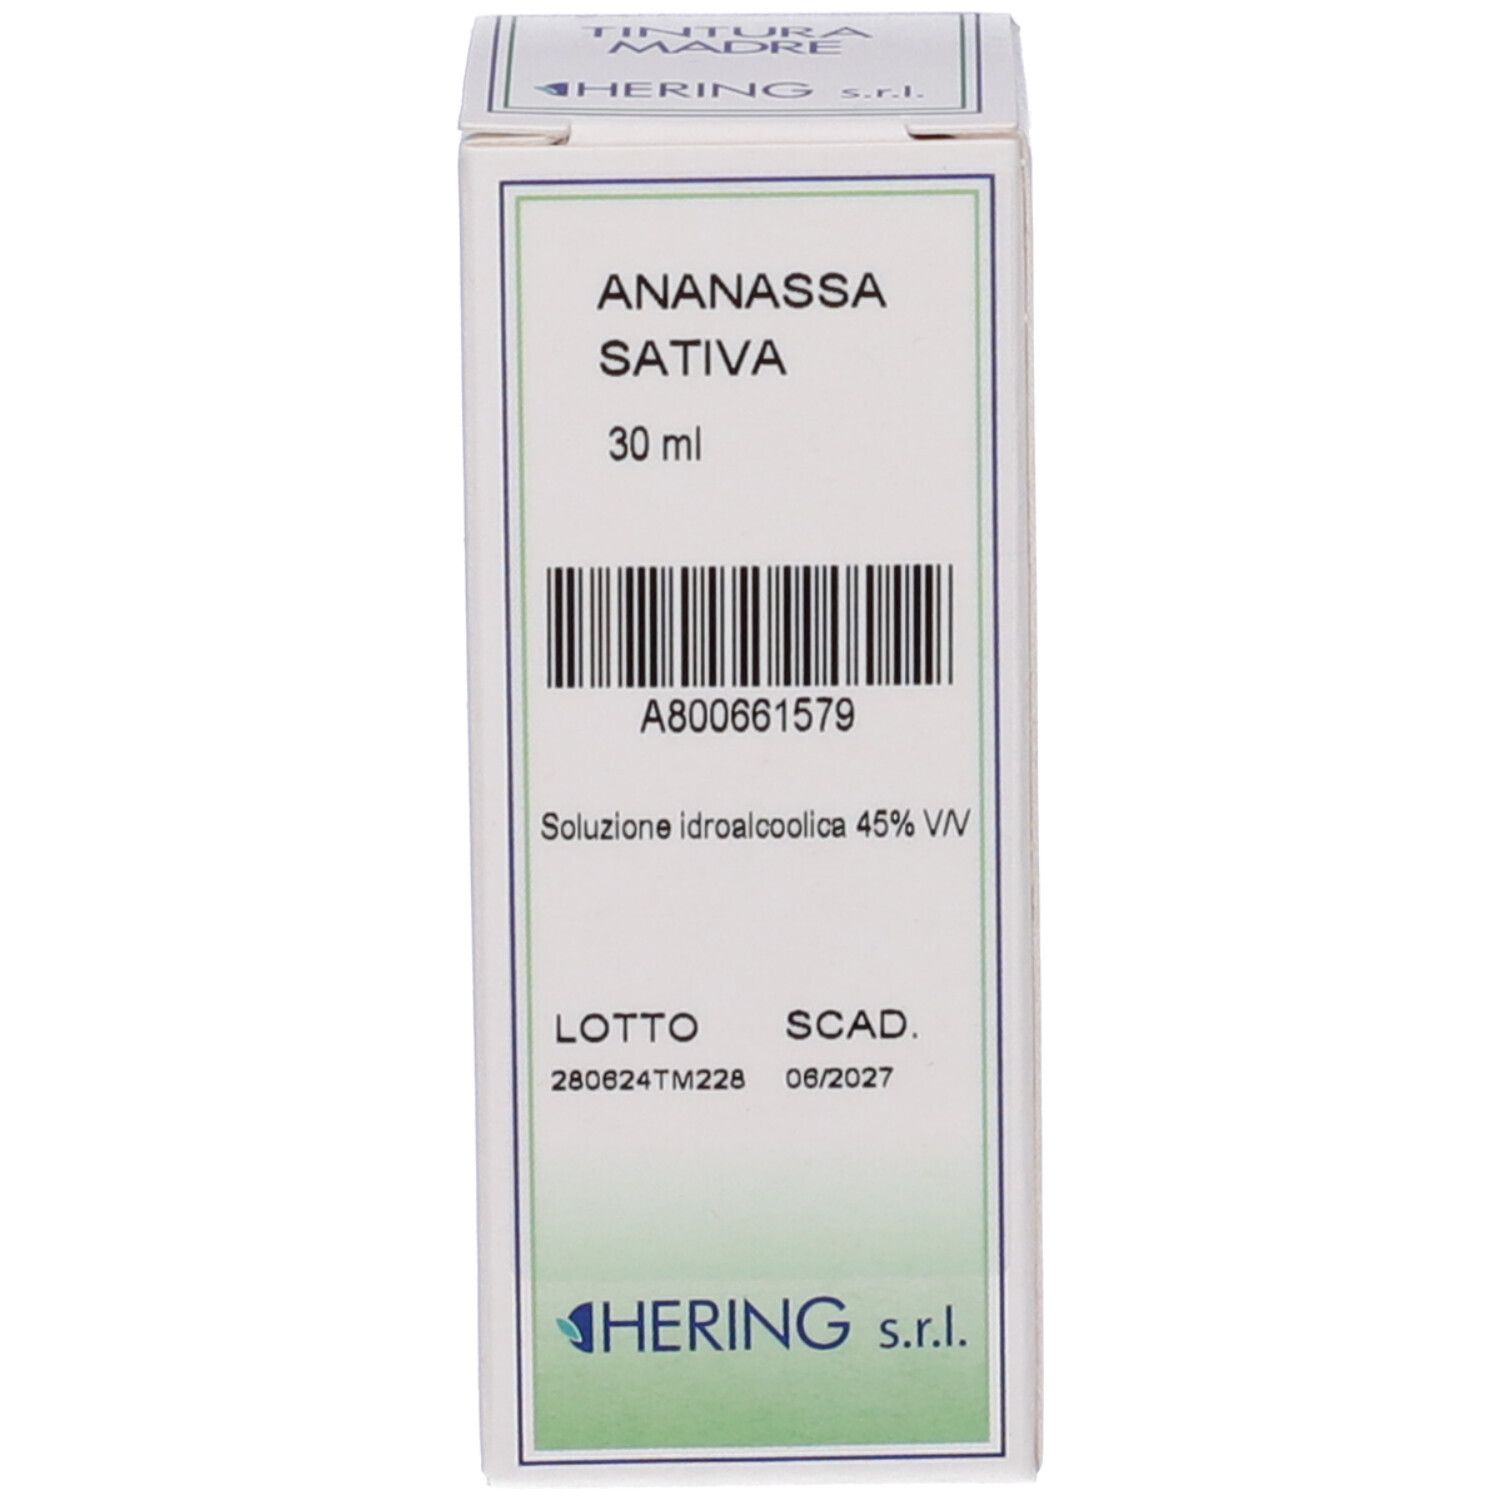 TINTURA
MADRE
HERING s.r.l.
ANANASSA
SATIVA
30 ml
A800661579
Soluzione idroalcoolica 45% V/V
LOTTO SCAD.
280624TM228 06/2027
HERING s.r.l.